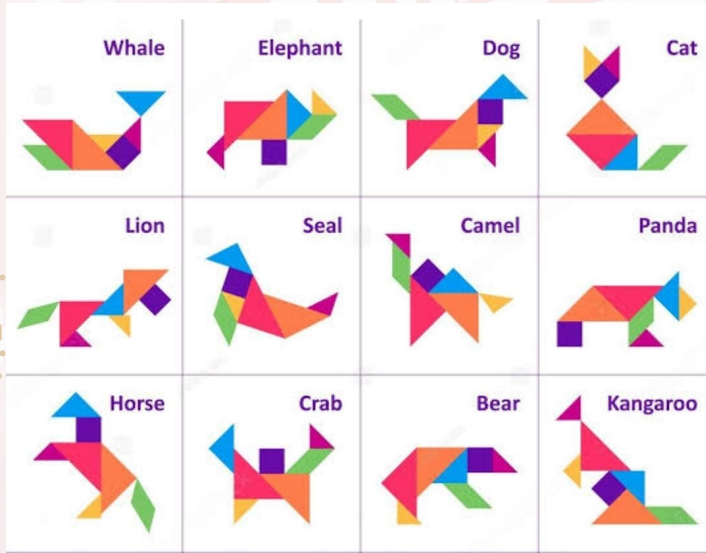 Whale
Elephant
Dog
Cat
Lion
Seal
Camel
Panda
Horse
Crab
Bear
Kangaroo